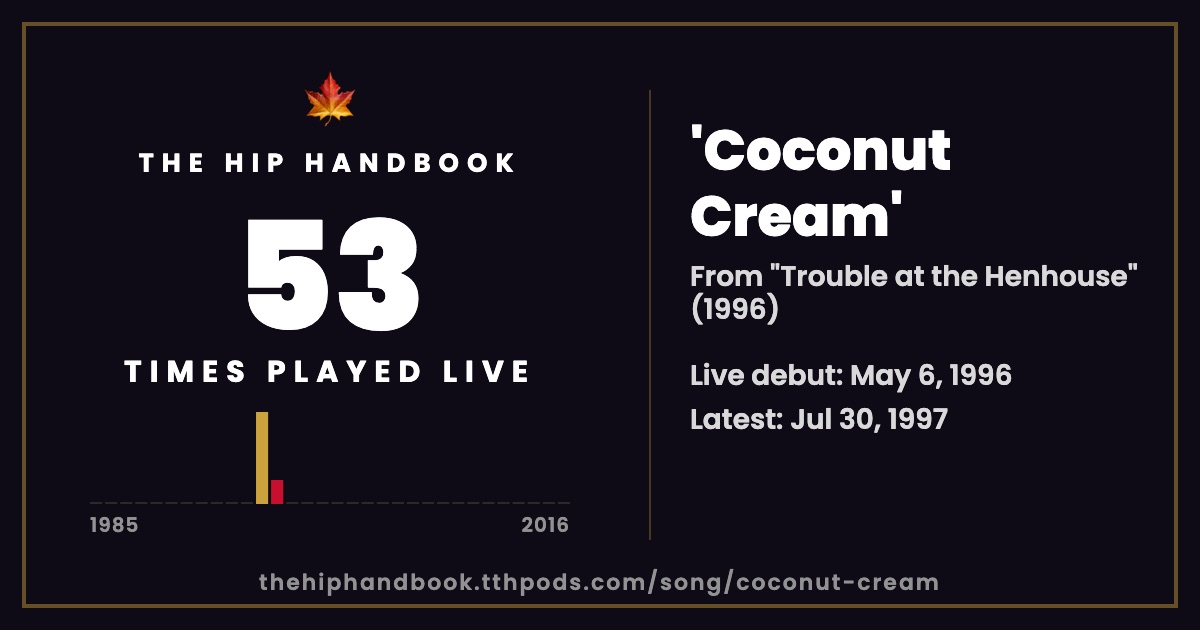 THE HIP HANDBOOK
53
TIMES PLAYED LIVE
1985
2016
'Coconut
Cream'
From "Trouble at the Henhouse"
(1996)
Live debut: May 6, 1996
Latest: Jul 30, 1997
thehiphandbook.tthpods.com/song/coconut-cream